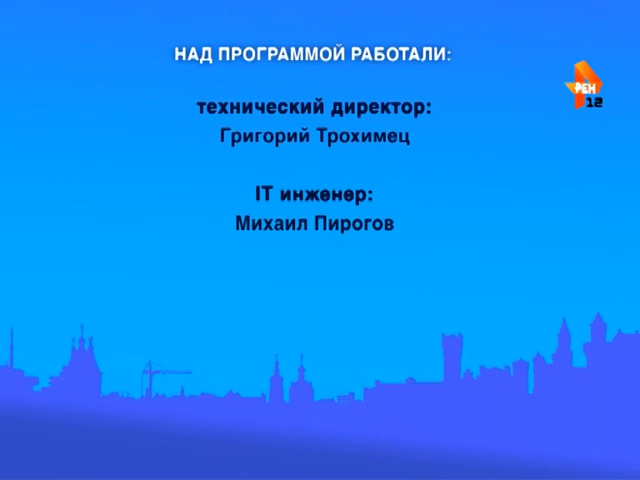 НАД ПРОГРАММОЙ РАБОТАЛИ:
РЕН
12
технический директор:
Григорий Трохимец
IT инженер:
Михаил Пирогов